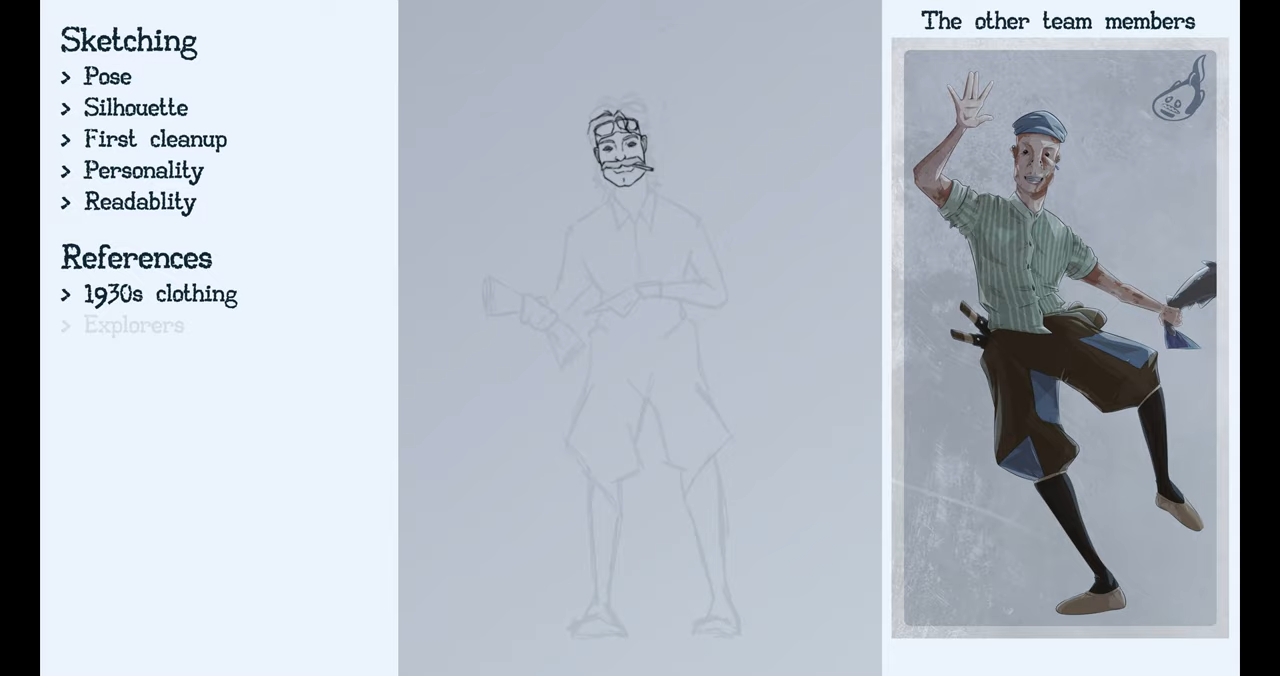 Sketching
> Pose
> Silhouette
> First cleanup
> Personality
> Readablity
References
> 1930s clothing
> Explorers
The other team members